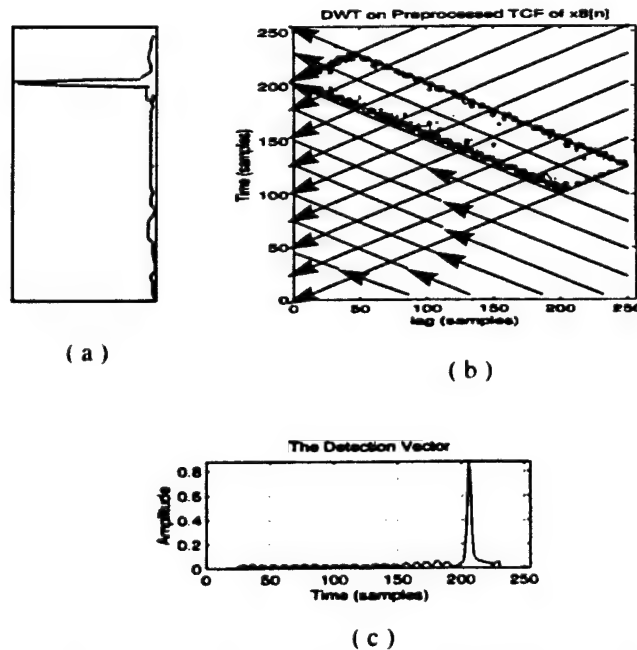 DWT on Preprocessed TCF of x8[n]
Time (samples)
250
200
150
100
50
0
0 50 100 150 200 250
lag (samples)
( a )
( b )
The Detection Vector
Amplitude
0.8
0.6
0.4
0.2
0
0 50 100 150 200 250
Time (samples)
( c )